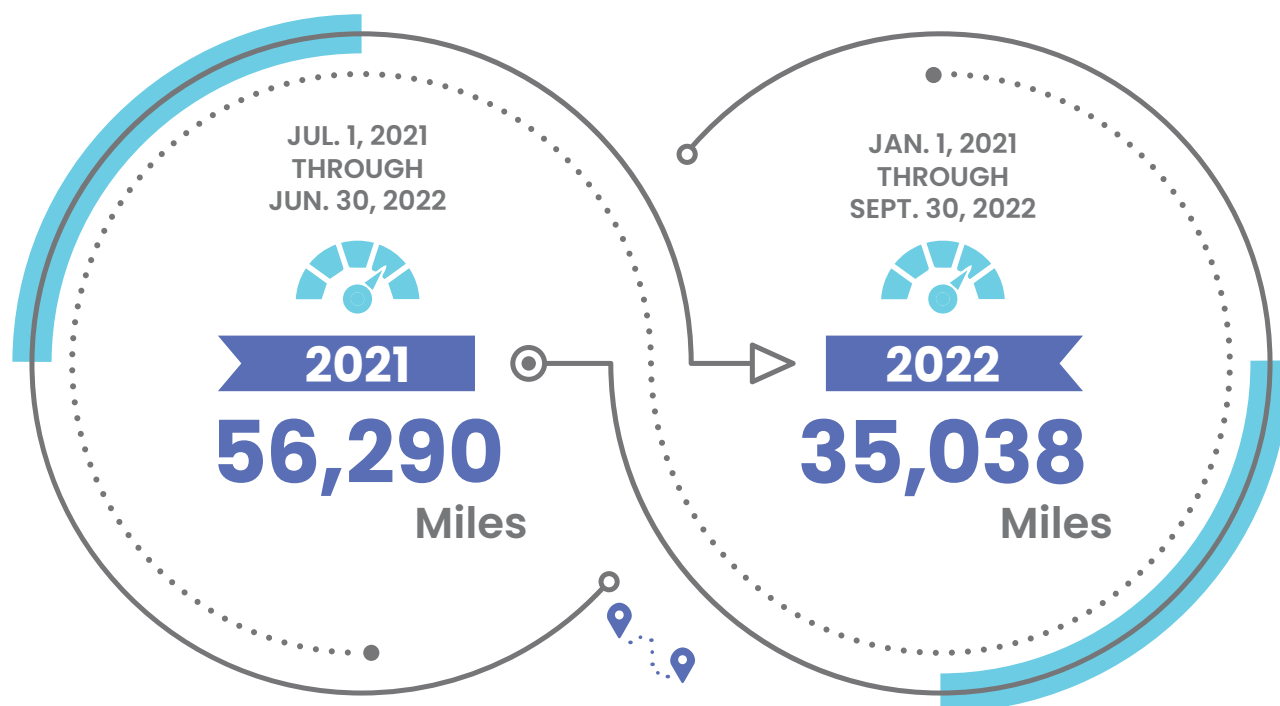 JUL. 1, 2021
THROUGH
JUN. 30, 2022
2021
56,290
Miles
JAN. 1, 2021
THROUGH
SEPT. 30, 2022
2022
35,038
Miles